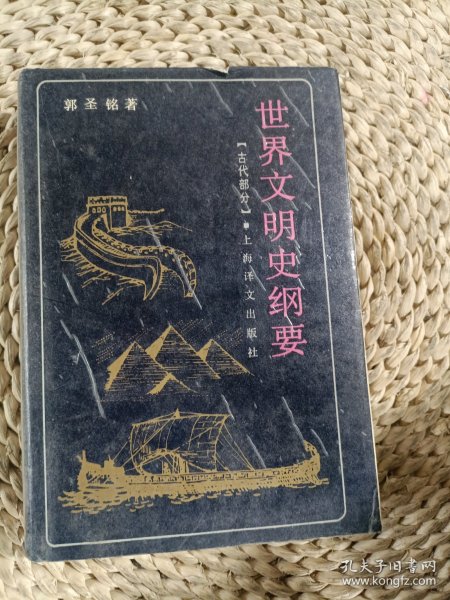 郭圣铭著
世界文明史纲要
【古代部分】
上海译文出版社
孔夫子旧书网
www.kongfz.com